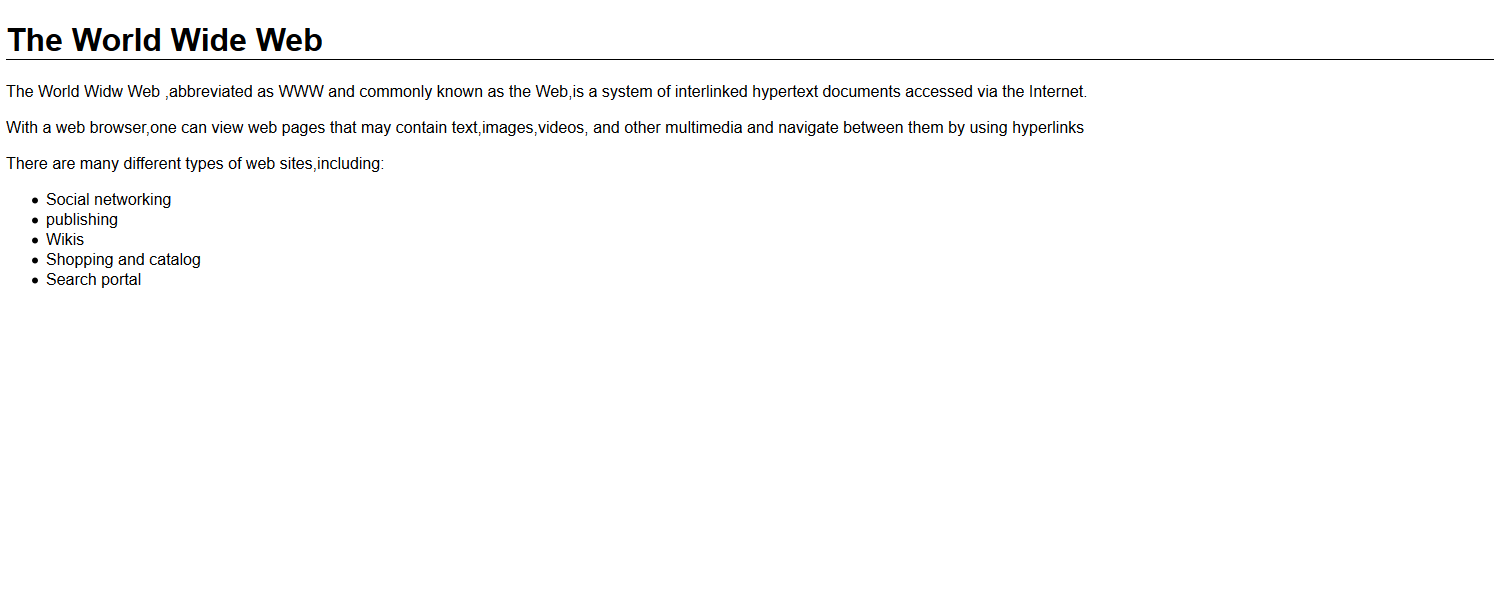 The World Wide Web
The World Widw Web ,abbreviated as WWW and commonly known as the Web,is a system of interlinked hypertext documents accessed via the Internet.
With a web browser,one can view web pages that may contain text,images,videos, and other multimedia and navigate between them by using hyperlinks
There are many different types of web sites,including:
• Social networking
• publishing
• Wikis
• Shopping and catalog
• Search portal